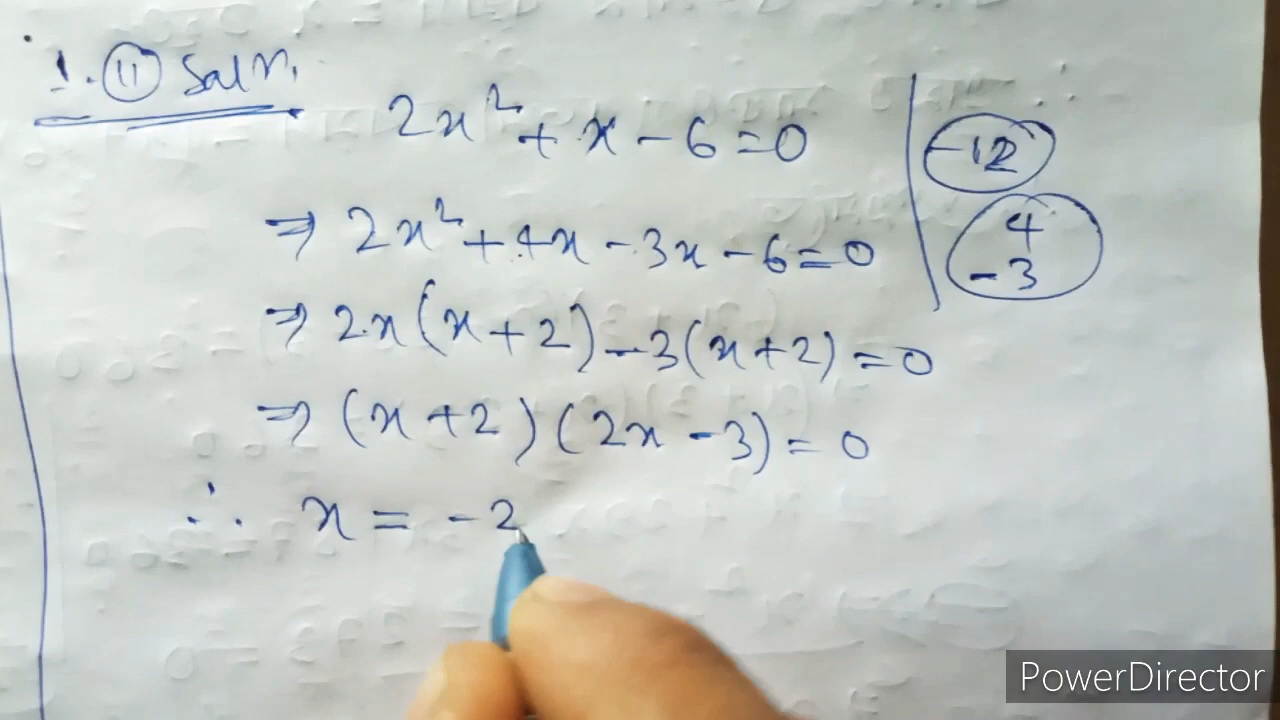 1. (11) Soln.
2x² + x - 6 = 0
⇒ 2x² + 4x - 3x - 6 = 0
⇒ 2x(x+2) - 3(x+2) = 0
⇒ (x+2)(2x-3) = 0
∴ x = -2
-12
4
-3
PowerDirector